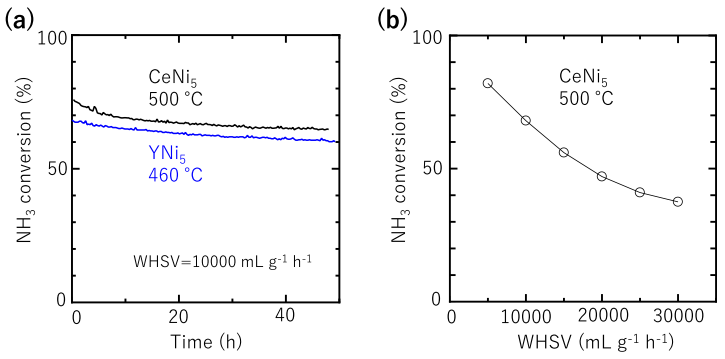 (a)
100
50
0
NH₃ conversion (%)
CeNi₅
500 °C
YNi₅
460 °C
WHSV=10000 mL g⁻¹ h⁻¹
0 20 40
Time (h)
(b)
100
50
0
NH₃ conversion (%)
CeNi₅
500 °C
0 10000 20000 30000
WHSV (mL g⁻¹ h⁻¹)